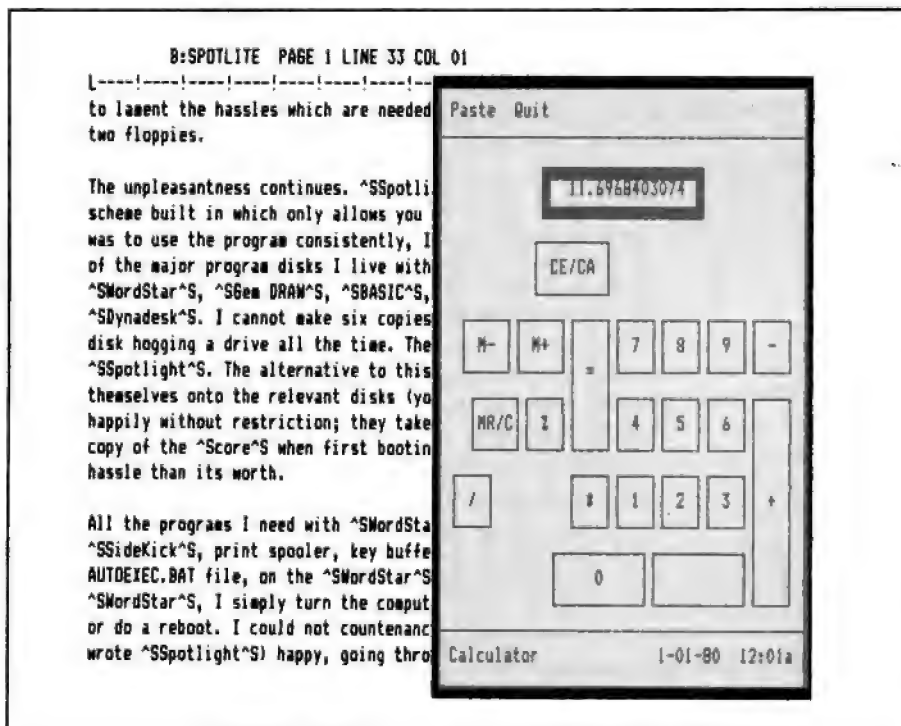 B:SPOTLITE PAGE 1 LINE 33 COL 01
L----!----!----!----!----!----!----!--
to lament the hassles which are needed
two floppies.
The unpleasantness continues. ^SSpotli
scheme built in which only allows you
was to use the program consistently, I
of the major program disks I live with
^SWordStar^S, ^SGem DRAW^S, ^SBASIC^S,
^SDynadesk^S. I cannot make six copies
disk hogging a drive all the time. The
^SSpotlight^S. The alternative to this
themselves onto the relevant disks (yo
happily without restriction; they take
copy of the ^Score^S when first bootin
hassle than its worth.
All the programs I need with ^SWordSta
^SSideKick^S, print spooler, key buffe
AUTOEXEC.BAT file, on the ^SWordStar^S
^SWordStar^S, I simply turn the comput
or do a reboot. I could not countenanc
wrote ^SSpotlight^S) happy, going thro
Paste Quit
11.6968403074
CE/CA
M- M+ = 7 8 9 -
MR/C % 4 5 6
/ * 1 2 3 +
0
Calculator 1-01-80 12:01a